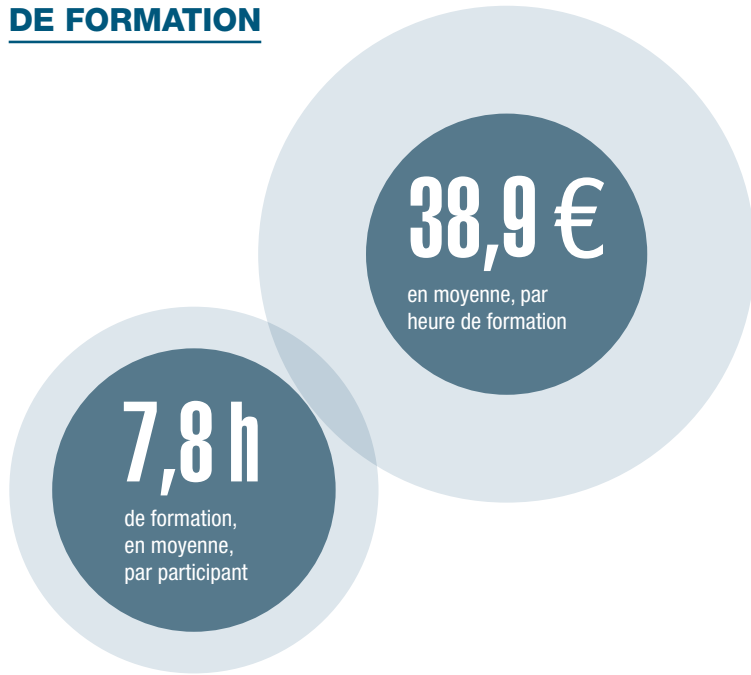 DE FORMATION
38,9 €
en moyenne, par
heure de formation
7,8 h
de formation,
en moyenne,
par participant